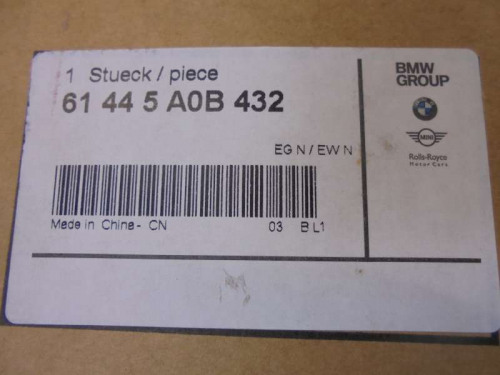 1 Stueck / piece
61 44 5 A0B 432
EG N / EW N
Made in China - CN
03 B L1
BMW
GROUP
MINI
Rolls-Royce
Motor Cars